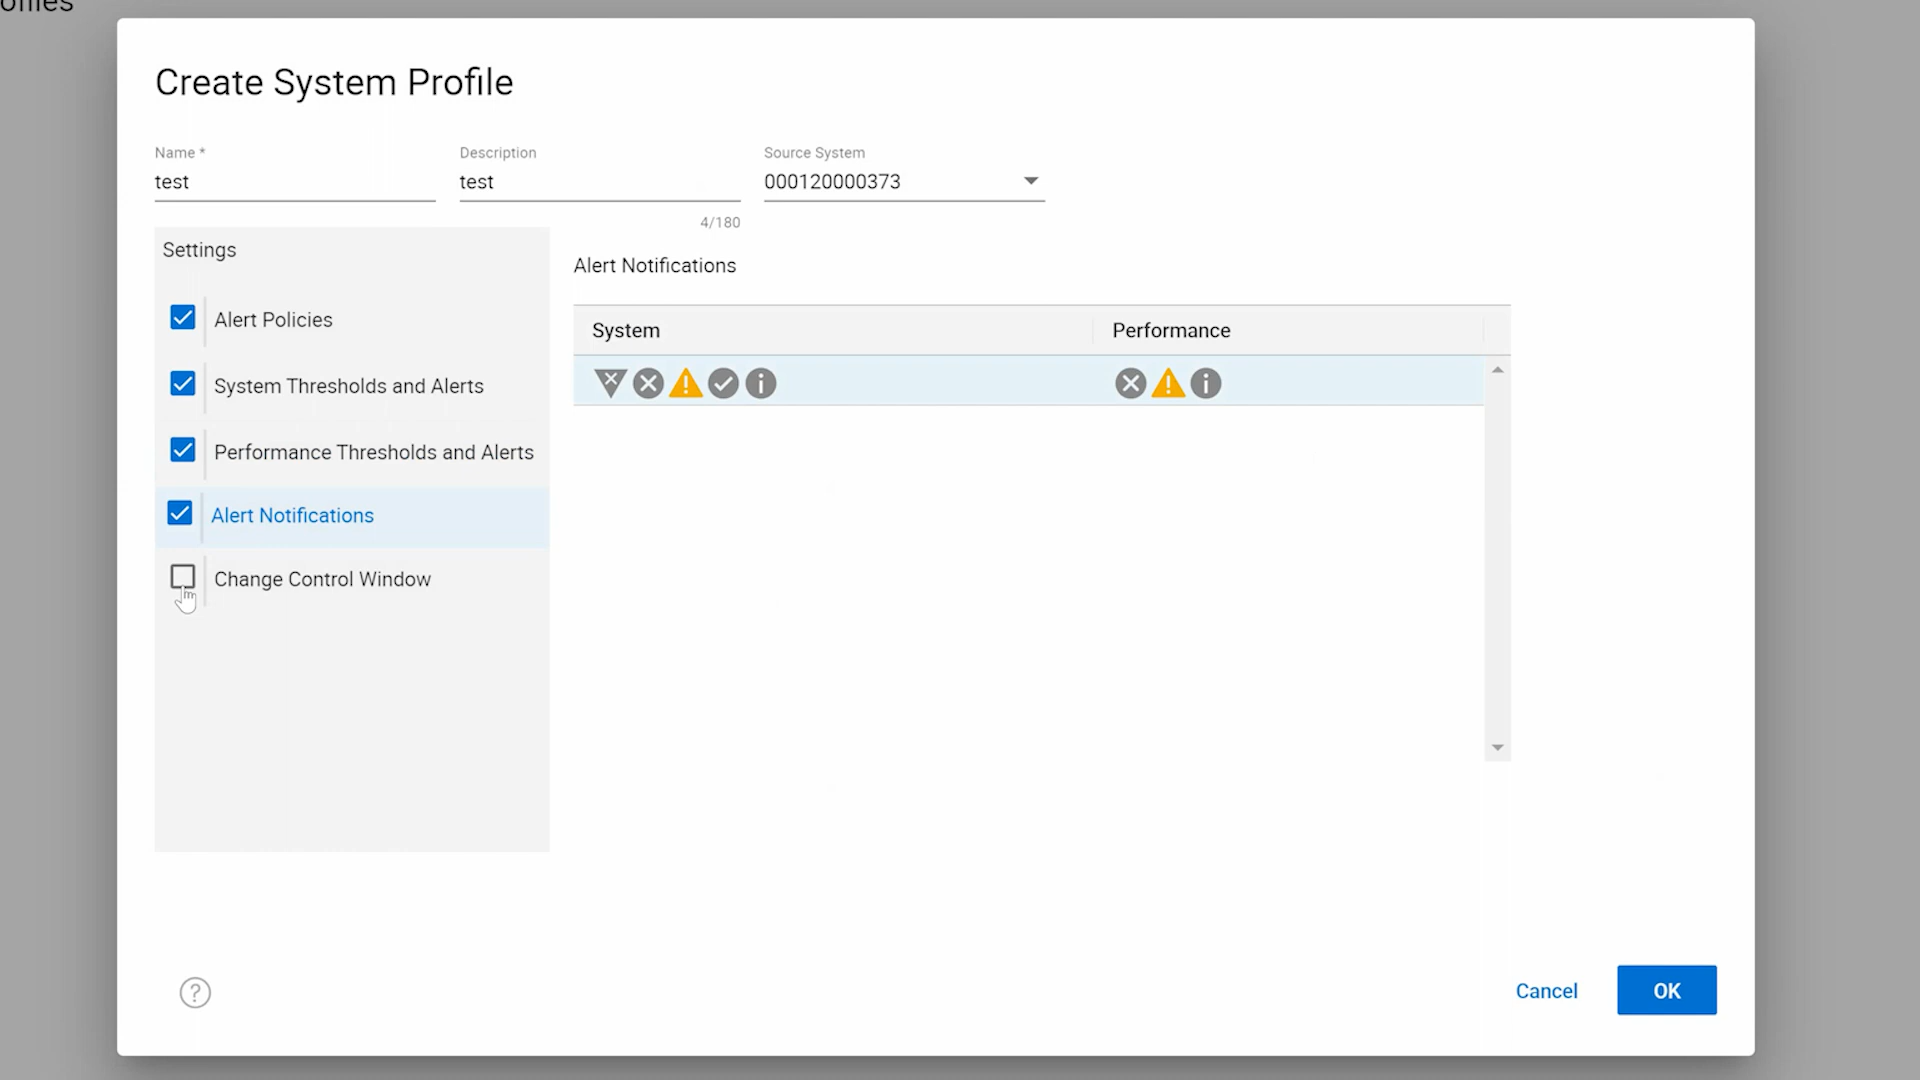 Create System Profile
Name *
Description
Source System
test
test
000120000373
4/180
Settings
Alert Policies
System Thresholds and Alerts
Performance Thresholds and Alerts
Alert Notifications
Change Control Window
Alert Notifications
System
Performance
?
Cancel
OK